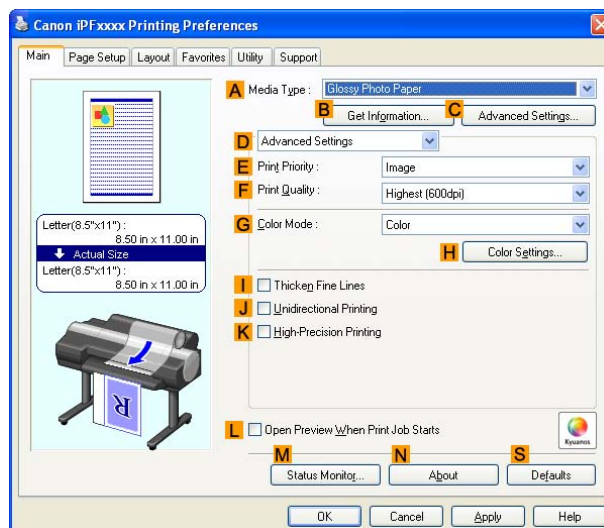 Canon iPFxxxx Printing Preferences
Main Page Setup Layout Favorites Utility Support
A Media Type : Glossy Photo Paper
B C
Get Information... Advanced Settings...
D Advanced Settings
E Print Priority : Image
F Print Quality : Highest (600dpi)
Letter(8.5"x11") :
8.50 in x 11.00 in
Actual Size
Letter(8.5"x11") :
8.50 in x 11.00 in
G Color Mode : Color
H Color Settings...
I Thicken Fine Lines
J Unidirectional Printing
K High-Precision Printing
R
L Open Preview When Print Job Starts
Kyuanos
M N S
Status Monitor... About Defaults
OK Cancel Apply Help